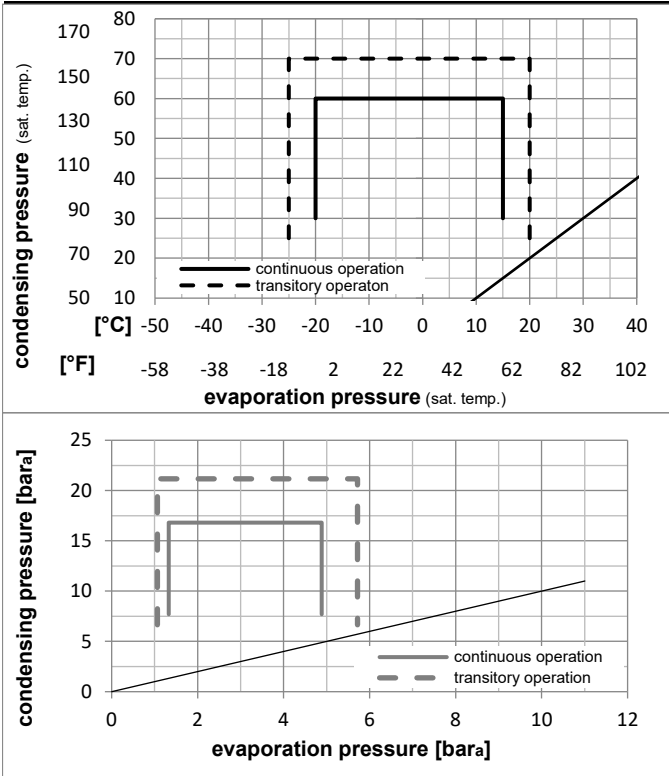 condensing pressure (sat. temp.)
170 80
150 70
130 60
110 50
90 40
70 30
50 20
10
continuous operation
transitory operaton
[°C] -50 -40 -30 -20 -10 0 10 20 30 40
[°F] -58 -38 -18 2 22 42 62 82 102
evaporation pressure (sat. temp.)
condensing pressure [bara]
25
20
15
10
5
0
continuous operation
transitory operation
0 2 4 6 8 10 12
evaporation pressure [bara]